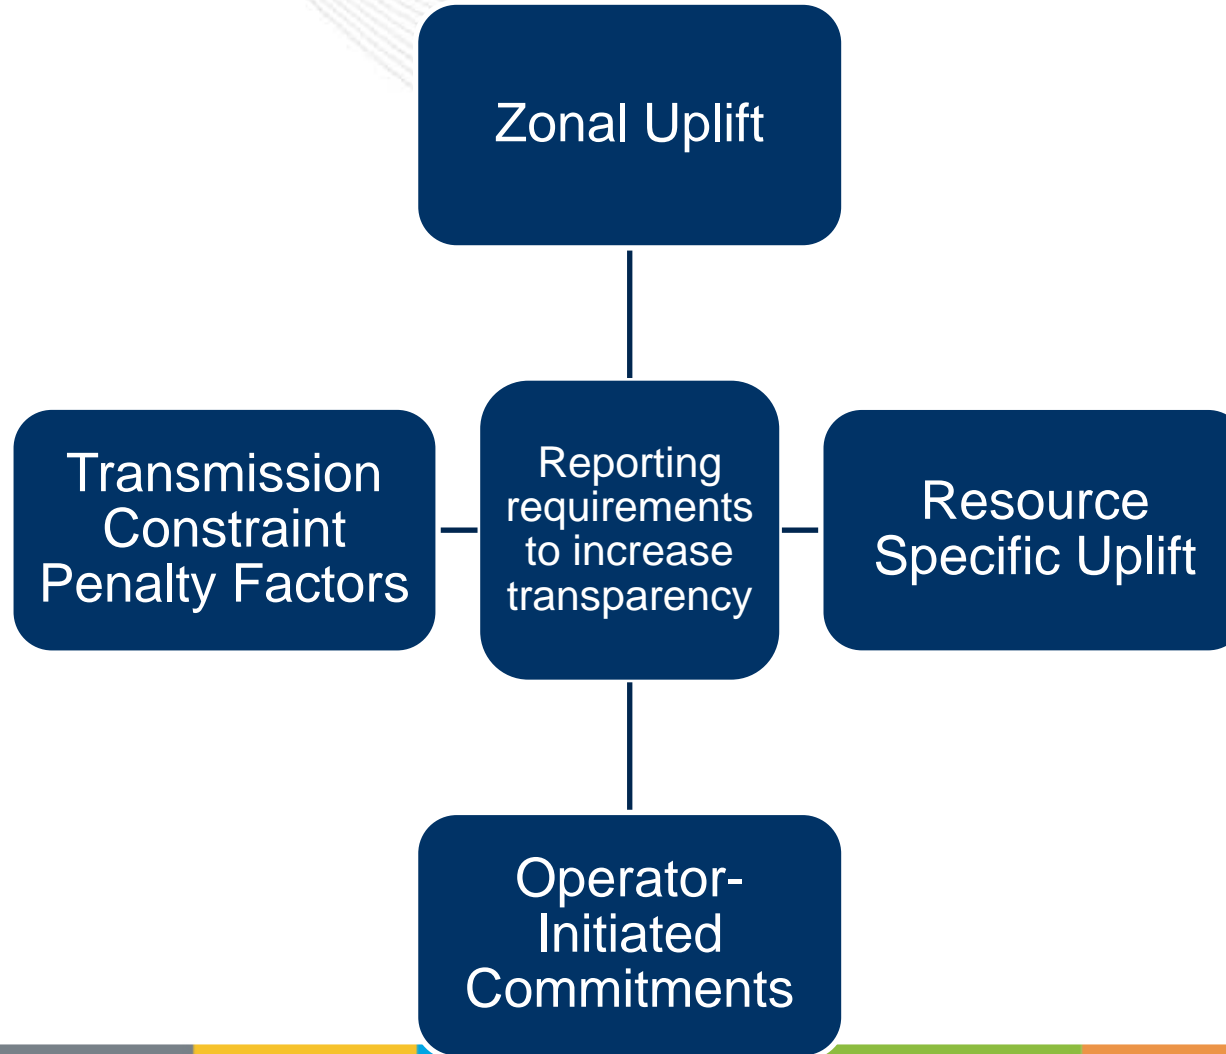 Zonal Uplift
Transmission
Constraint
Penalty Factors
Reporting
requirements
to increase
transparency
Resource
Specific Uplift
Operator-
Initiated
Commitments